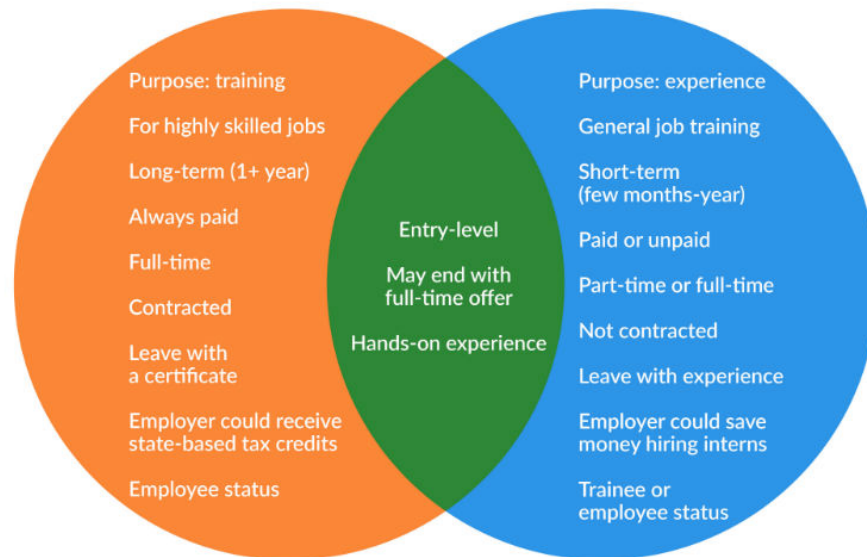 Purpose: training
For highly skilled jobs
Long-term (1+ year)
Always paid
Full-time
Contracted
Leave with
a certificate
Employer could receive
state-based tax credits
Employee status
Entry-level
May end with
full-time offer
Hands-on experience
Purpose: experience
General job training
Short-term
(few months-year)
Paid or unpaid
Part-time or full-time
Not contracted
Leave with experience
Employer could save
money hiring interns
Trainee or
employee status